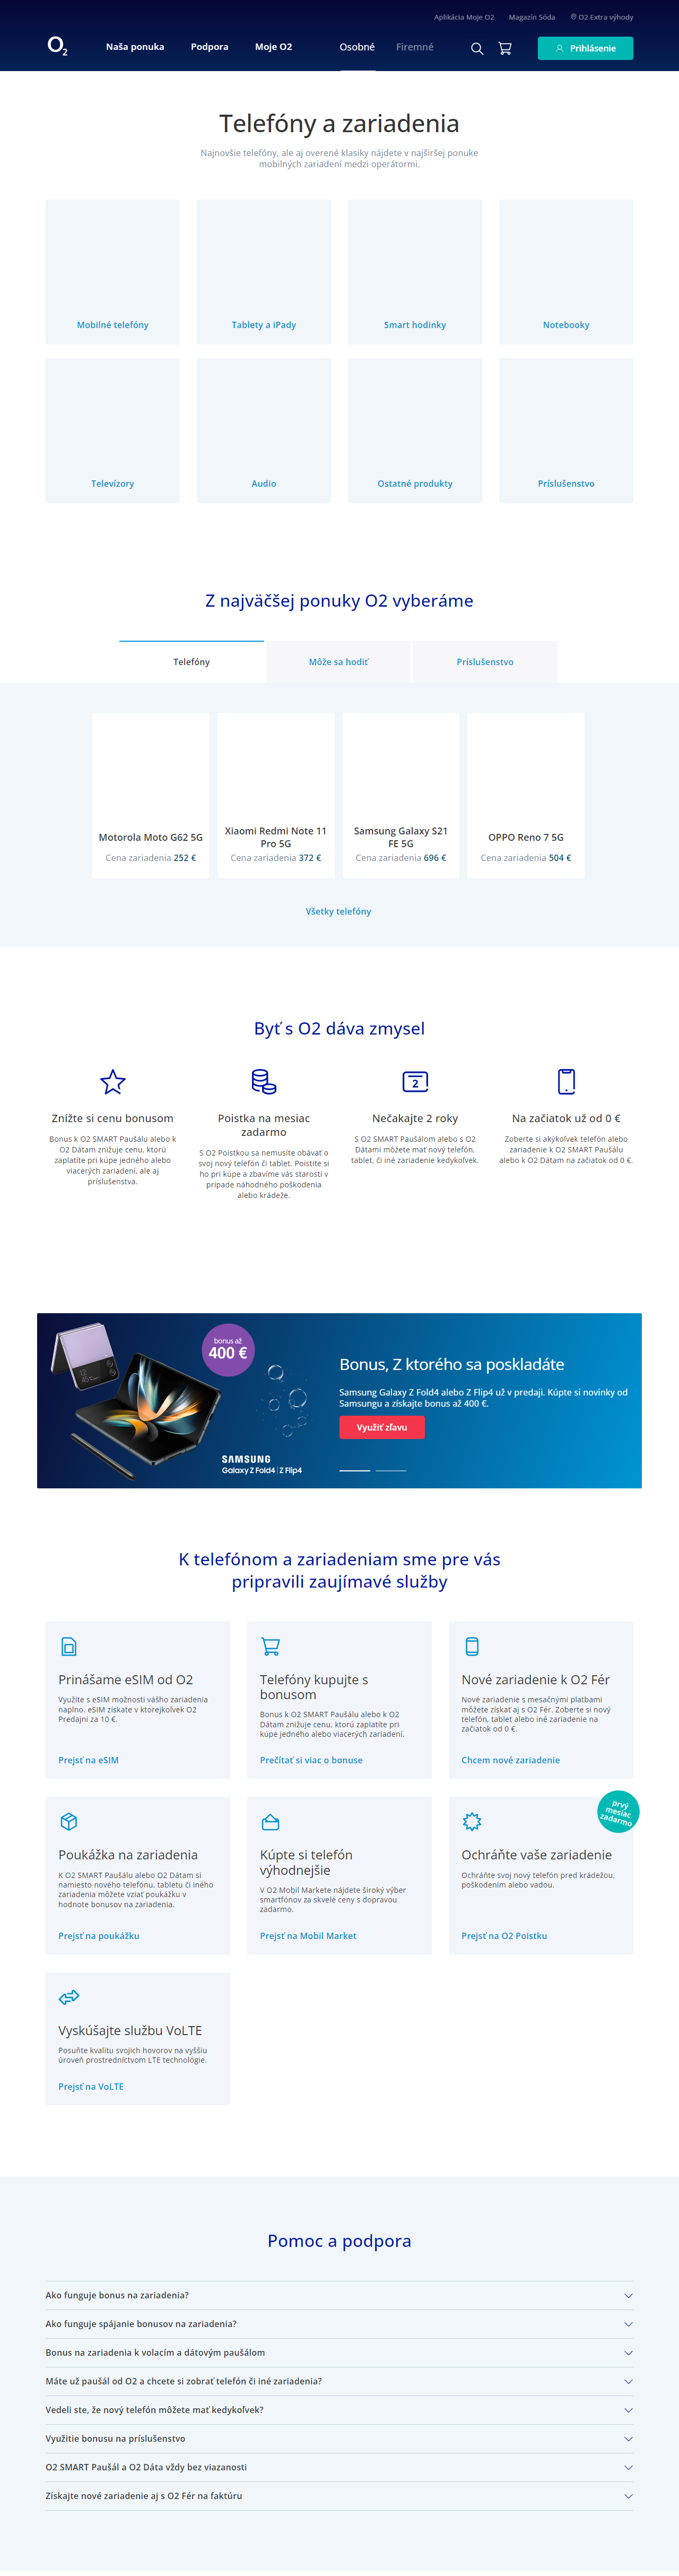 Aplikácia Moje O2
Magazín Sóda
O2 Extra výhody
O2
Naša ponuka
Podpora
Moje O2
Osobné
Firemné
Prihlásenie
Telefóny a zariadenia
Najnovšie telefóny, ale aj overené klasiky nájdete v najširšej ponuke
mobilných zariadení medzi operátormi.
Mobilné telefóny
Tablety a iPady
Smart hodinky
Notebooky
Televízory
Audio
Ostatné produkty
Príslušenstvo
Z najväčšej ponuky O2 vyberáme
Telefóny
Môže sa hodiť
Príslušenstvo
Motorola Moto G62 5G
Cena zariadenia 252 €
Xiaomi Redmi Note 11
Pro 5G
Cena zariadenia 372 €
Samsung Galaxy S21
FE 5G
Cena zariadenia 696 €
OPPO Reno 7 5G
Cena zariadenia 504 €
Všetky telefóny
Byť s O2 dáva zmysel
Znížte si cenu bonusom
Bonus k O2 SMART Paušálu alebo k
O2 Dátam znižuje cenu, ktorú
zaplatíte pri kúpe jedného alebo
viacerých zariadení, ale aj
príslušenstva.
Poistka na mesiac
zadarmo
S O2 Poistkou sa nemusíte obávať o
svoj nový telefón či tablet. Poistite si
ho pri kúpe a zbavíme vás starostí v
prípade náhodného poškodenia
alebo krádeže.
2
Nečakajte 2 roky
S O2 SMART Paušálom alebo s O2
Dátami môžete mať nový telefón,
tablet, či iné zariadenie kedykoľvek.
Na začiatok už od 0 €
Zoberte si akýkoľvek telefón alebo
zariadenie k O2 SMART Paušálu
alebo k O2 Dátam na začiatok od 0 €.
bonus až
400 €
SAMSUNG
Galaxy Z Fold4 | Z Flip4
Bonus, Z ktorého sa poskladáte
Samsung Galaxy Z Fold4 alebo Z Flip4 už v predaji. Kúpte si novinky od
Samsungu a získajte bonus až 400 €.
Využiť zľavu
K telefónom a zariadeniam sme pre vás
pripravili zaujímavé služby
Prinášame eSIM od O2
Využite s eSIM možnosti vášho zariadenia
naplno. eSIM získate v ktorejkoľvek O2
Predajni za 10 €.
Prejsť na eSIM
Telefóny kupujte s
bonusom
Bonus k O2 SMART Paušálu alebo k O2
Dátam znižuje cenu, ktorú zaplatíte pri
kúpe jedného alebo viacerých zariadení.
Prečítať si viac o bonuse
Nové zariadenie k O2 Fér
Nové zariadenie s mesačnými platbami
môžete získať aj s O2 Fér. Zoberte si nový
telefón, tablet alebo iné zariadenie na
začiatok od 0 €.
Chcem nové zariadenie
Poukážka na zariadenia
K O2 SMART Paušálu alebo O2 Dátam si
namiesto nového telefónu, tabletu či iného
zariadenia môžete vziať poukážku v
hodnote bonusov na zariadenia.
Prejsť na poukážku
Kúpte si telefón
výhodnejšie
V O2 Mobil Markete nájdete široký výber
smartfónov za skvelé ceny s dopravou
zadarmo.
Prejsť na Mobil Market
prvý
mesiac
zadarmo
Ochráňte vaše zariadenie
Ochráňte svoj nový telefón pred krádežou,
poškodením alebo vadou.
Prejsť na O2 Poistku
Vyskúšajte službu VoLTE
Posuňte kvalitu svojich hovorov na vyššiu
úroveň prostredníctvom LTE technológie.
Prejsť na VoLTE
Pomoc a podpora
Ako funguje bonus na zariadenia?
Ako funguje spájanie bonusov na zariadenia?
Bonus na zariadenia k volacím a dátovým paušálom
Máte už paušál od O2 a chcete si zobrať telefón či iné zariadenia?
Vedeli ste, že nový telefón môžete mať kedykoľvek?
Využitie bonusu na príslušenstvo
O2 SMART Paušál a O2 Dáta vždy bez viazanosti
Získajte nové zariadenie aj s O2 Fér na faktúru